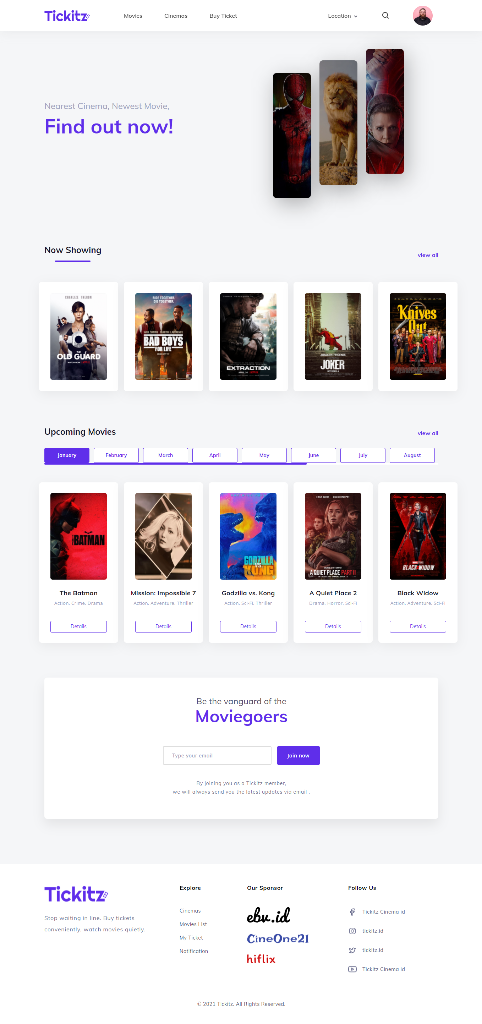 Tickitz
Movies
Cinemas
Buy Ticket
Location
Nearest Cinema, Newest Movie,
Find out now!
Now Showing
view all
OLD GUARD
BAD BOYS
FOR LIFE
EXTRACTION
JOKER
Knives
Out
Upcoming Movies
view all
January
February
March
April
May
June
July
August
BATMAN
GODZILLA
KONG
A QUIET PLACE
BLACK WIDOW
The Batman
Mission: Impossible 7
Godzilla vs. Kong
A Quiet Place 2
Black Widow
Action, Crime, Drama
Action, Adventure, Thriller
Action, Sci-Fi, Thriller
Drama, Horror, Sci-Fi
Action, Adventure, Sci-Fi
Details
Details
Details
Details
Details
Be the vanguard of the
Moviegoers
Type your email
Join now
By joining you as a Tickitz member,
we will always send you the latest updates via email .
Tickitz
Stop waiting in line. Buy tickets
conveniently, watch movies quietly.
Explore
Cinemas
Movies List
My Ticket
Notification
Our Sponsor
ebv.id
CineOne21
hiflix
Follow Us
Tickitz Cinema id
tickitz.id
tickitz.id
Tickitz Cinema id
© 2021 Tickitz. All Rights Reserved.